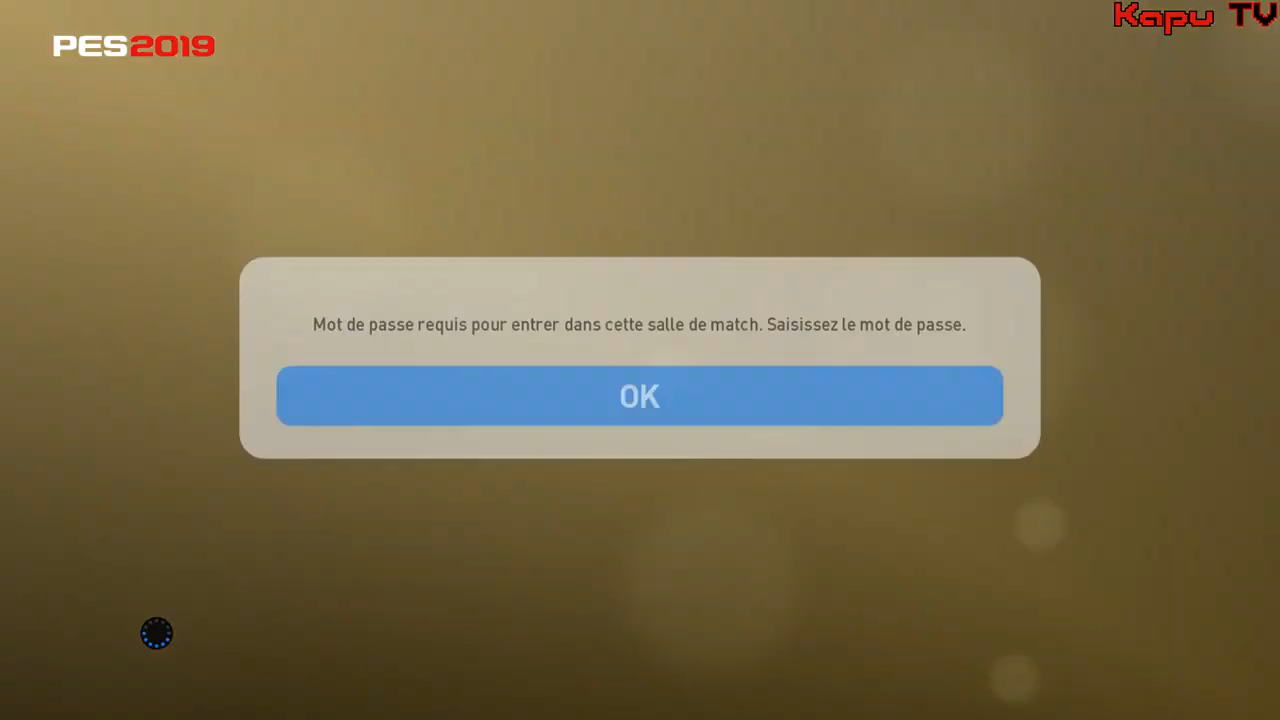 Kapu TV
PES2019
Mot de passe requis pour entrer dans cette salle de match. Saisissez le mot de passe.
OK